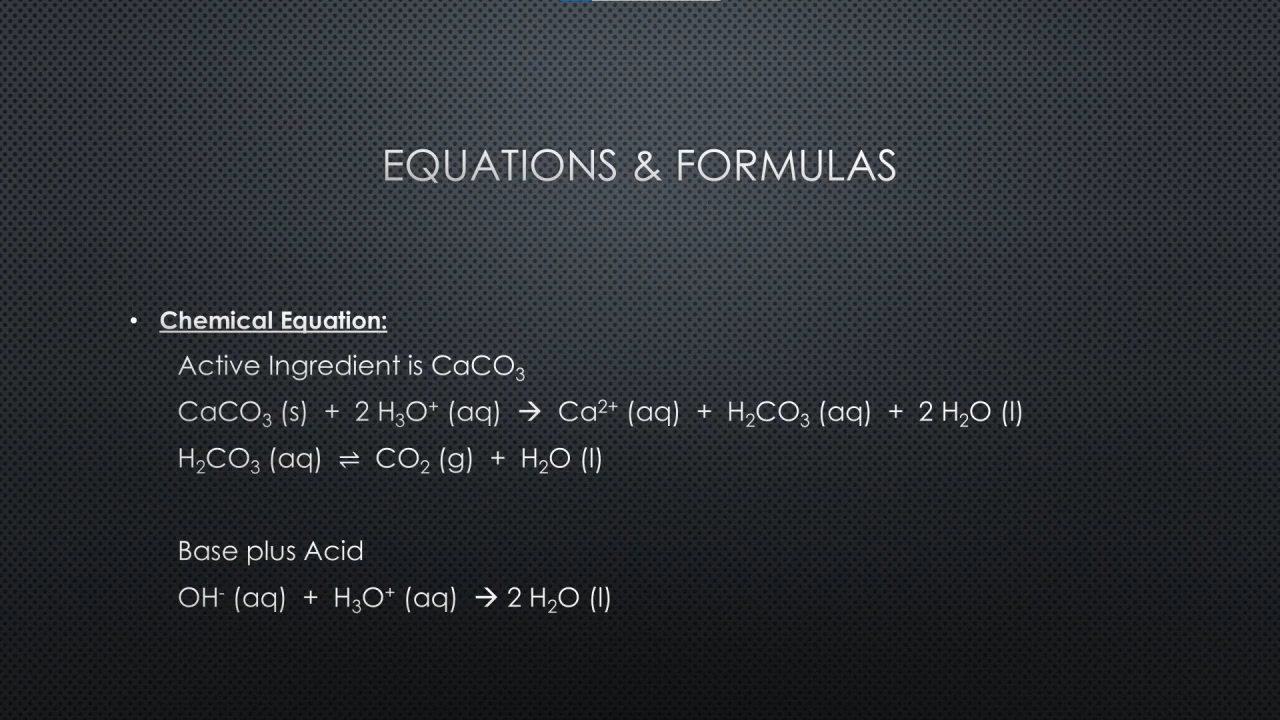 EQUATIONS & FORMULAS
• Chemical Equation:
Active Ingredient is CaCO₃
CaCO₃ (s) + 2 H₃O⁺ (aq) → Ca²⁺ (aq) + H₂CO₃ (aq) + 2 H₂O (l)
H₂CO₃ (aq) ⇌ CO₂ (g) + H₂O (l)
Base plus Acid
OH⁻ (aq) + H₃O⁺ (aq) → 2 H₂O (l)